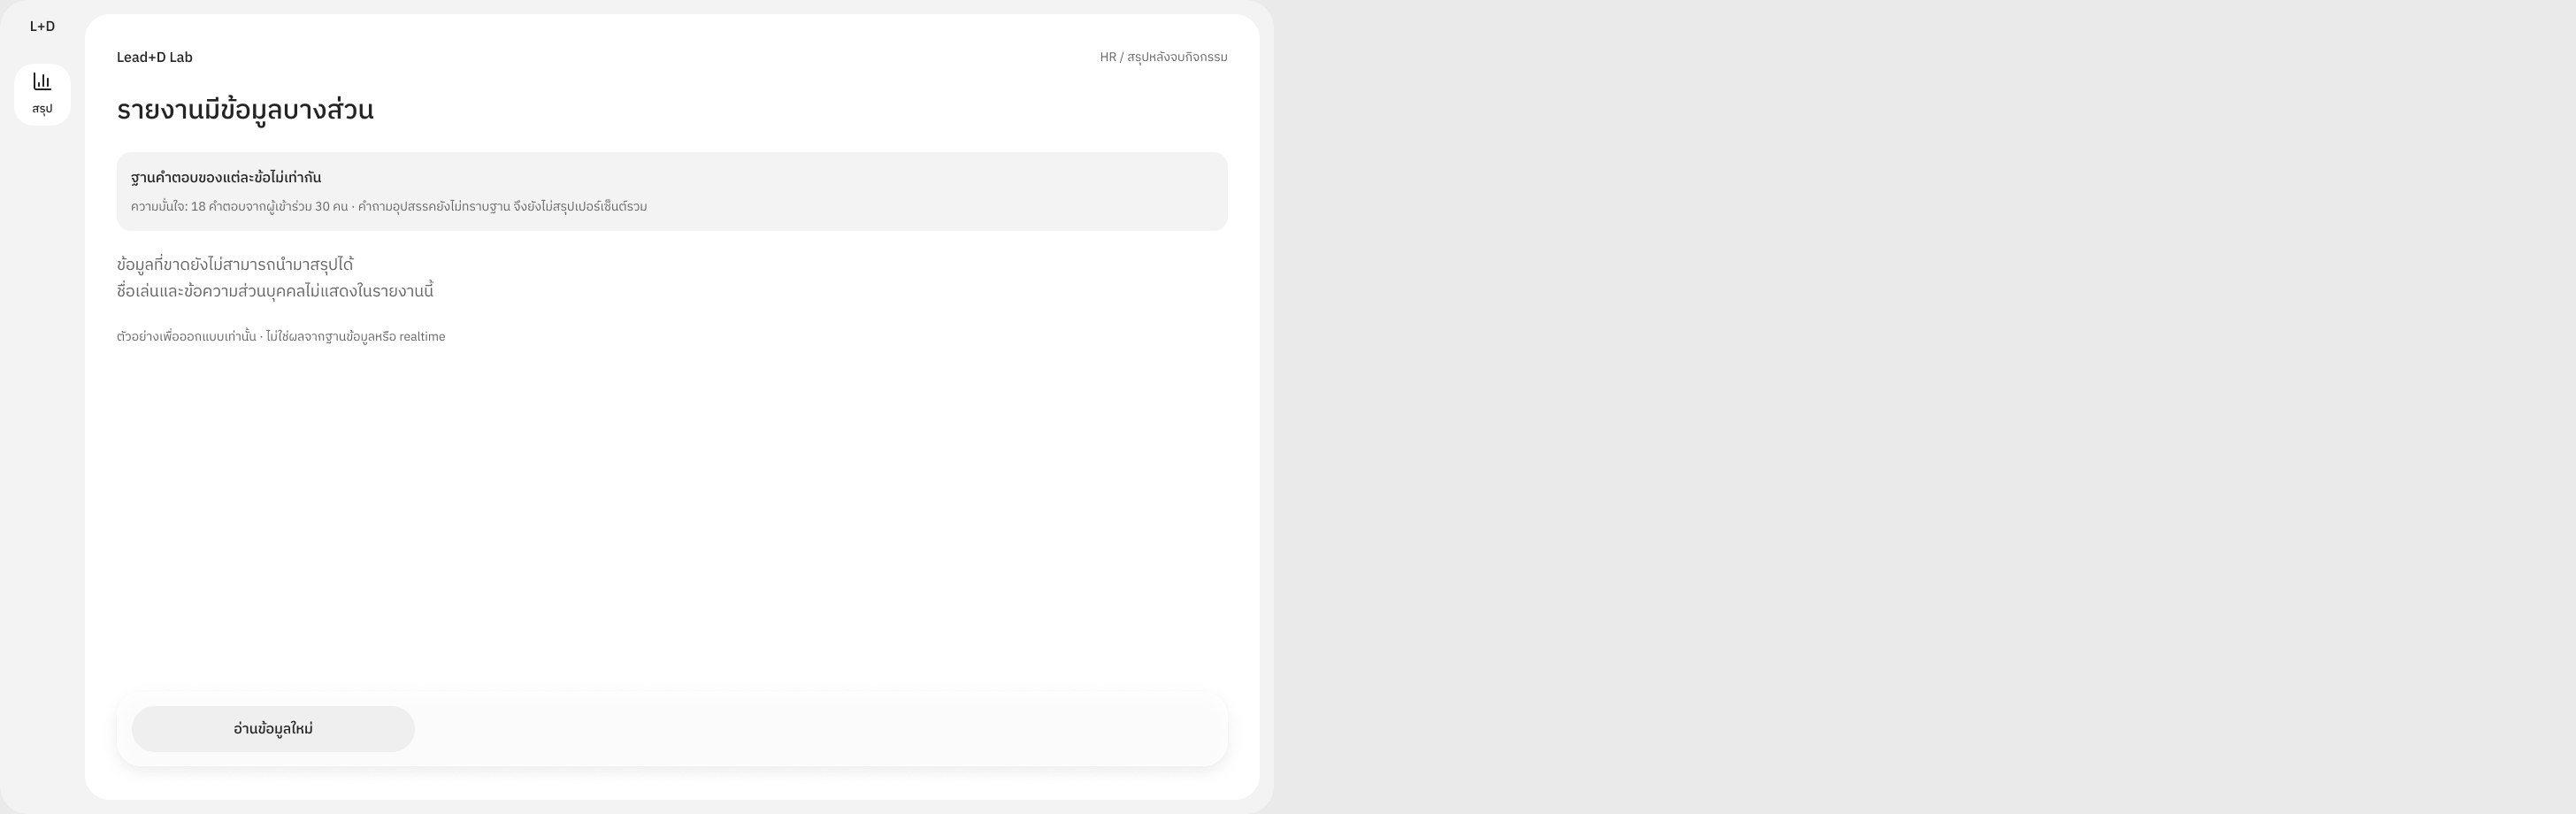 L+D
สรุป
Lead+D Lab
HR / สรุปหลังจบกิจกรรม
รายงานมีข้อมูลบางส่วน
ฐานคำตอบของแต่ละข้อไม่เท่ากัน
ความมั่นใจ: 18 คำตอบจากผู้เข้าร่วม 30 คน · คำถามอุปสรรคยังไม่ทราบฐาน จึงยังไม่สรุปเปอร์เซ็นต์รวม
ข้อมูลที่ขาดยังไม่สามารถนำมาสรุปได้
ชื่อเล่นและข้อความส่วนบุคคลไม่แสดงในรายงานนี้
ตัวอย่างเพื่อออกแบบเท่านั้น · ไม่ใช่ผลจากฐานข้อมูลหรือ realtime
อ่านข้อมูลใหม่